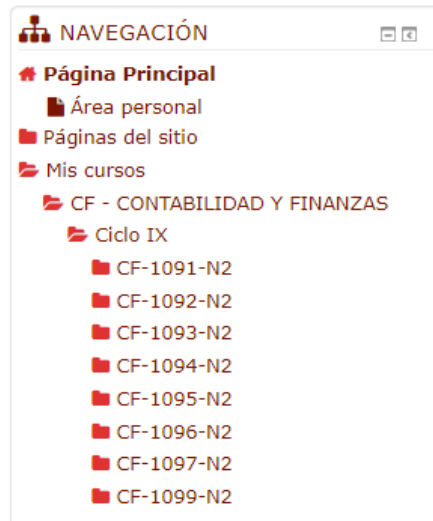 NAVEGACIÓN
Página Principal
Área personal
Páginas del sitio
Mis cursos
CF - CONTABILIDAD Y FINANZAS
Ciclo IX
CF-1091-N2
CF-1092-N2
CF-1093-N2
CF-1094-N2
CF-1095-N2
CF-1096-N2
CF-1097-N2
CF-1099-N2